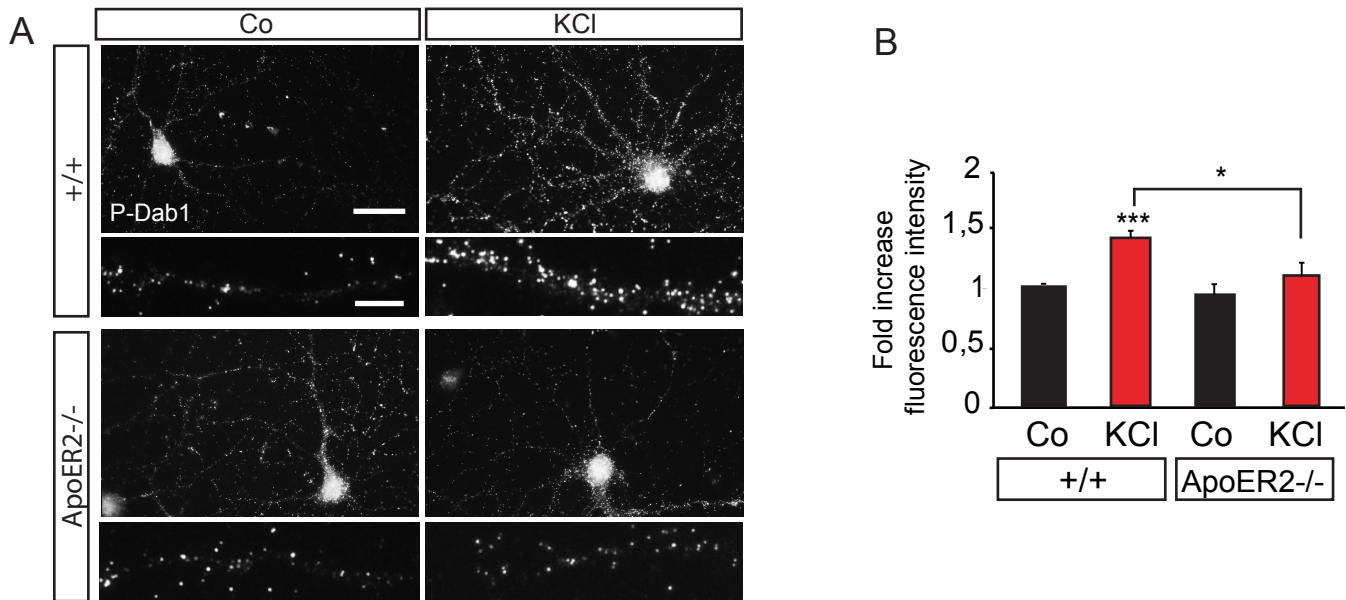 A
Co
KCl
+/+
P-Dab1
ApoER2-/-
B
Fold increase
fluorescence intensity
2
1,5
1
0,5
0
***
*
Co
KCl
Co
KCl
+/+
ApoER2-/-